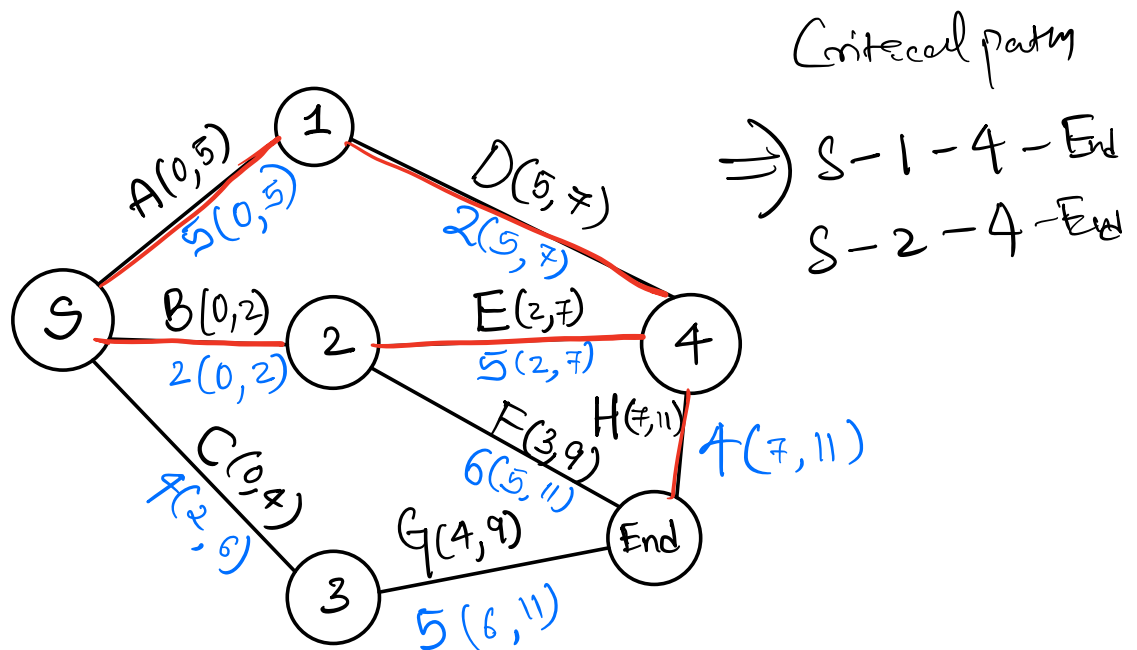 Critecal path
⇒) S - 1 - 4 - End
S - 2 - 4 - End
1
A(0,5)
5(0,5)
D(5,7)
2(5,7)
S
B(0,2)
2(0,2)
2
E(2,7)
5(2,7)
4
C(0,4)
4(2,6)
F(3,9)
6(5,11)
H(7,11)
4(7,11)
G(4,9)
5(6,11)
End
3